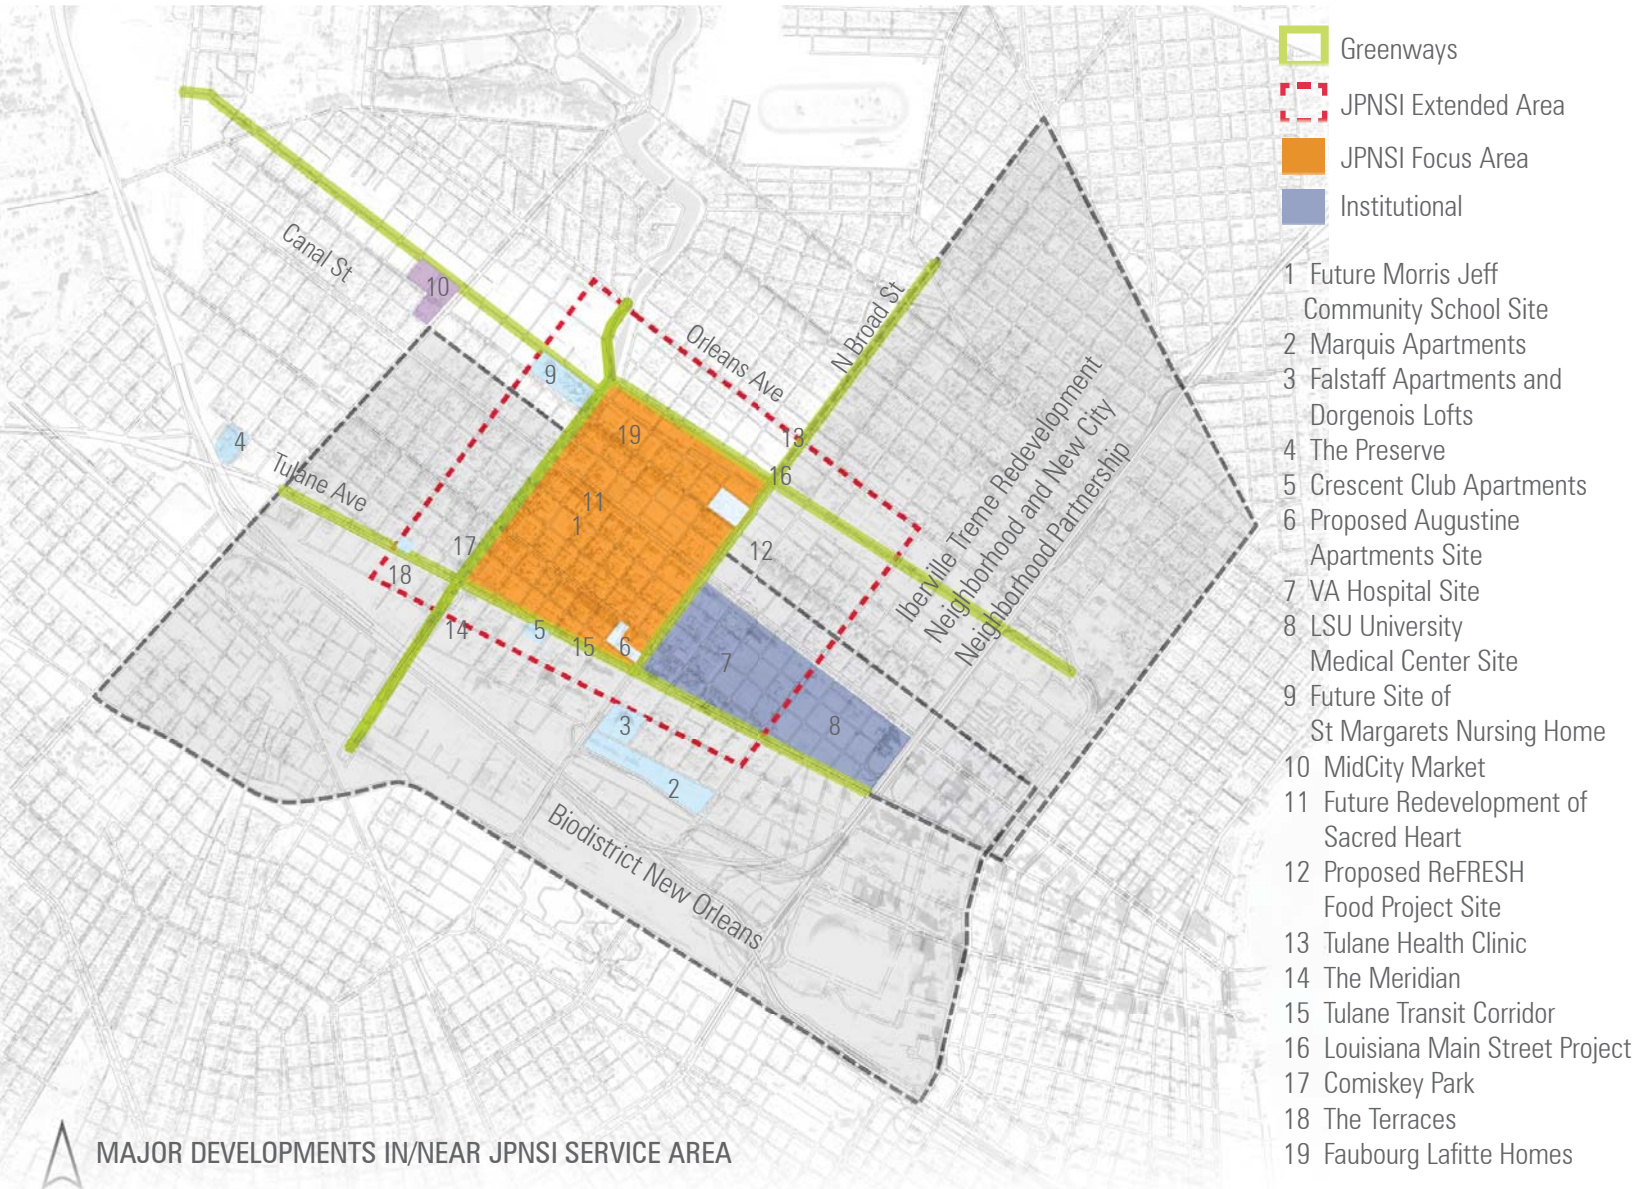 Greenways
JPNSI Extended Area
JPNSI Focus Area
Institutional
1 Future Morris Jeff
Community School Site
2 Marquis Apartments
3 Falstaff Apartments and
Dorgenois Lofts
4 The Preserve
5 Crescent Club Apartments
6 Proposed Augustine
Apartments Site
7 VA Hospital Site
8 LSU University
Medical Center Site
9 Future Site of
St Margarets Nursing Home
10 MidCity Market
11 Future Redevelopment of
Sacred Heart
12 Proposed ReFRESH
Food Project Site
13 Tulane Health Clinic
14 The Meridian
15 Tulane Transit Corridor
16 Louisiana Main Street Project
17 Comiskey Park
18 The Terraces
19 Faubourg Lafitte Homes
Canal St
10
Orleans Ave
N Broad St
9
4
Tulane Ave
19
13
16
11
1
17
12
18
14
5
15
6
7
3
8
2
Iberville Treme Redevelopment
Neighborhood and New City
Neighborhood Partnership
Biodistrict New Orleans
MAJOR DEVELOPMENTS IN/NEAR JPNSI SERVICE AREA